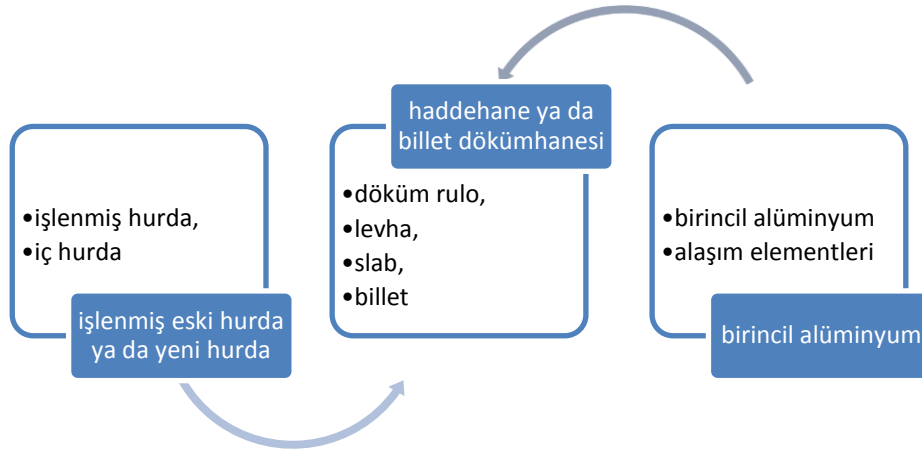 •işlenmiş hurda,
•iç hurda
işlenmiş eski hurda
ya da yeni hurda
haddehane ya da
billet dökümhanesi
•döküm rulo,
•levha,
•slab,
•billet
•birincil alüminyum
•alaşım elementleri
birincil alüminyum